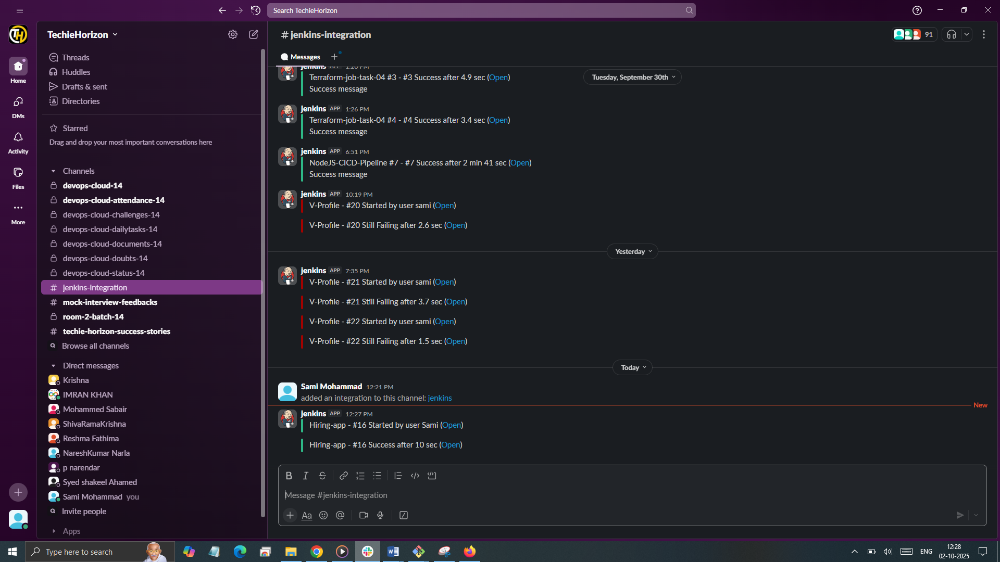 Search TechieHorizon
TH
TechieHorizon
# jenkins-integration
91
Home
DMs
Activity
Files
More
Threads
Huddles
Drafts & sent
Directories
Starred
Drag and drop your most important conversations here
Channels
devops-cloud-14
devops-cloud-attendance-14
devops-cloud-challenges-14
devops-cloud-dailytasks-14
devops-cloud-documents-14
devops-cloud-doubts-14
devops-cloud-status-14
# jenkins-integration
# mock-interview-feedbacks
room-2-batch-14
# techie-horizon-success-stories
Browse all channels
Direct messages
Krishna
IMRAN KHAN
Mohammed Sabair
ShivaRamaKrishna
Reshma Fathima
NareshKumar Narla
p narendar
Syed shakeel Ahamed
Sami Mohammad you
Invite people
Apps
Messages
Tuesday, September 30th
jenkins APP 1:26 PM
Terraform-job-task-04 #3 - #3 Success after 4.9 sec (Open)
Success message
jenkins APP 1:26 PM
Terraform-job-task-04 #4 - #4 Success after 3.4 sec (Open)
Success message
jenkins APP 6:51 PM
NodeJS-CICD-Pipeline #7 - #7 Success after 2 min 41 sec (Open)
Success message
jenkins APP 10:19 PM
V-Profile - #20 Started by user sami (Open)
V-Profile - #20 Still Failing after 2.6 sec (Open)
Yesterday
jenkins APP 7:35 PM
V-Profile - #21 Started by user sami (Open)
V-Profile - #21 Still Failing after 3.7 sec (Open)
V-Profile - #22 Started by user sami (Open)
V-Profile - #22 Still Failing after 1.5 sec (Open)
Today
Sami Mohammad 12:21 PM
added an integration to this channel: jenkins
New
jenkins APP 12:27 PM
Hiring-app - #16 Started by user Sami (Open)
Hiring-app - #16 Success after 10 sec (Open)
B I S
Message #jenkins-integration
Aa
Type here to search
ENG
12:28
02-10-2025